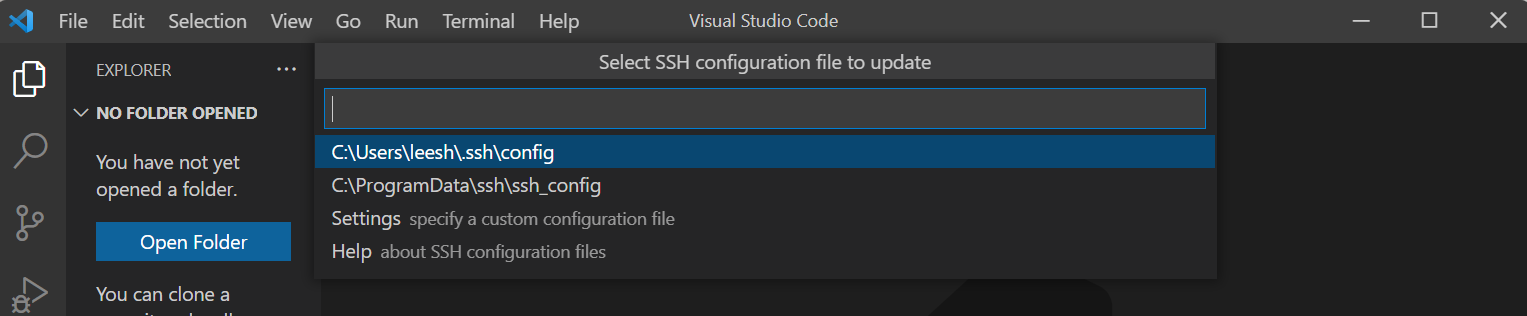 File Edit Selection View Go Run Terminal Help Visual Studio Code
Select SSH configuration file to update
EXPLORER ···
NO FOLDER OPENED
You have not yet
opened a folder.
Open Folder
You can clone a
C:\Users\leesh\.ssh\config
C:\ProgramData\ssh\ssh_config
Settings specify a custom configuration file
Help about SSH configuration files